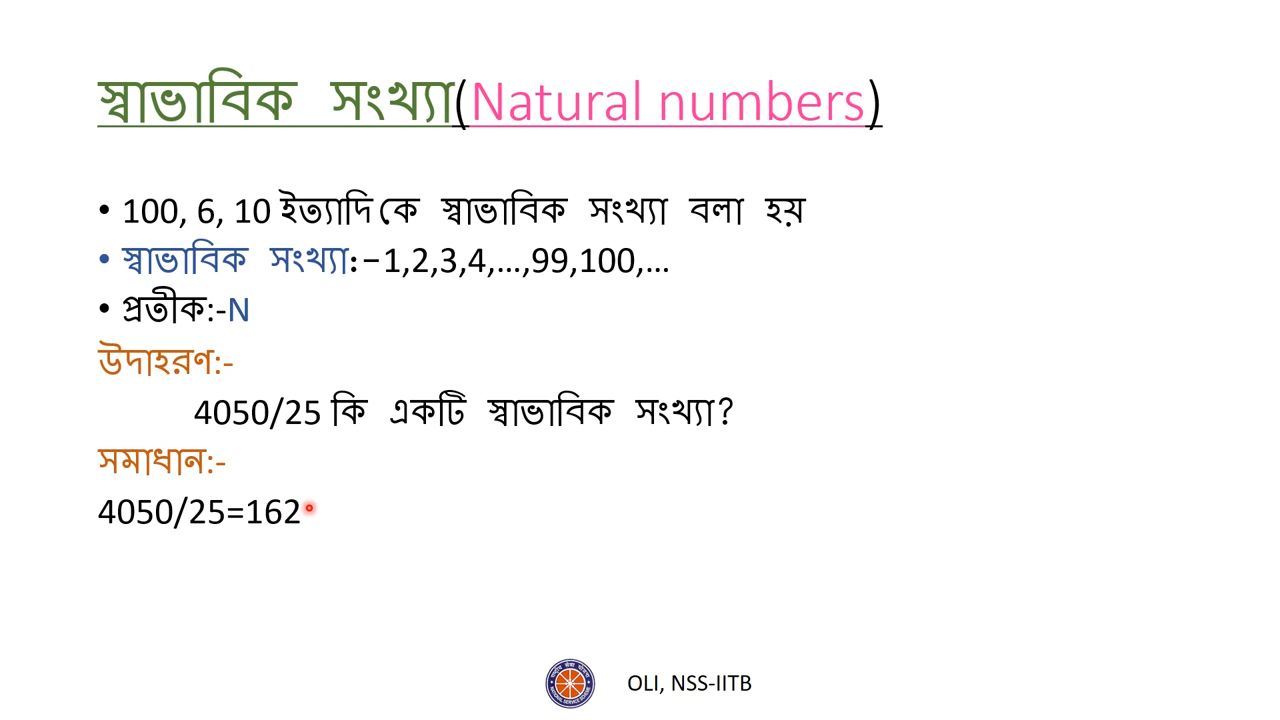 স্বাভাবিক সংখ্যা(Natural numbers)
• 100, 6, 10 ইত্যাদি কে স্বাভাবিক সংখ্যা বলা হয়
• স্বাভাবিক সংখ্যা:−1,2,3,4,...,99,100,...
• প্রতীক:-N
উদাহরণ:-
4050/25 কি একটি স্বাভাবিক সংখ্যা?
সমাধান:-
4050/25=162
OLI, NSS-IITB